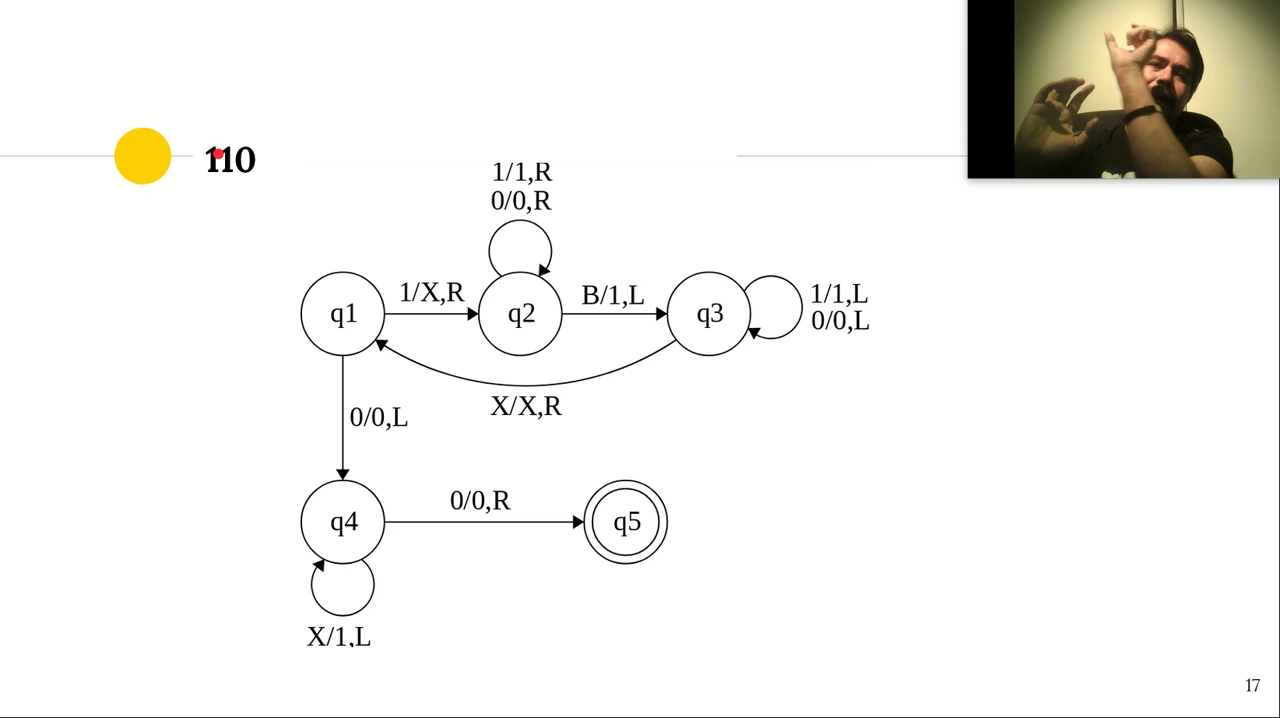 110
1/1,R
0/0,R
q1
1/X,R
q2
B/1,L
q3
1/1,L
0/0,L
X/X,R
0/0,L
q4
0/0,R
q5
X/1,L
17